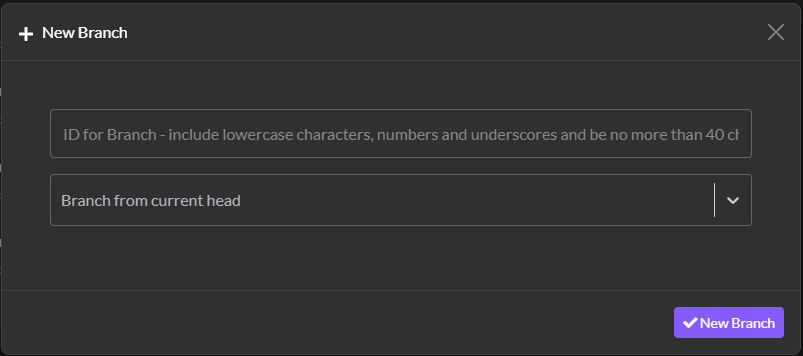 New Branch
ID for Branch - include lowercase characters, numbers and underscores and be no more than 40 ch
Branch from current head
New Branch